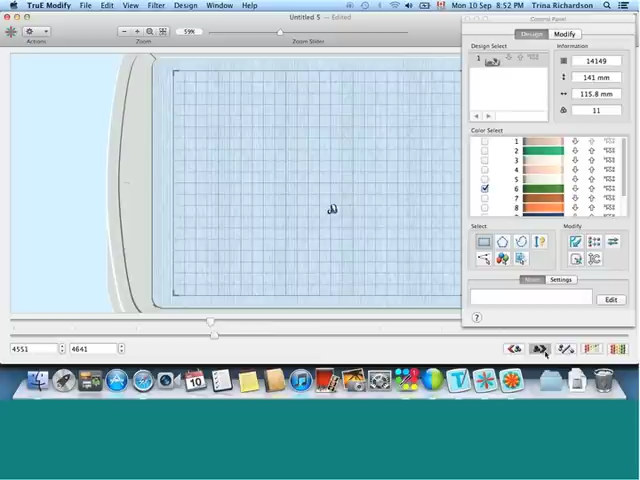 TruE Modify File Edit View Filter Design Window Help
Mon 10 Sep 8:52 PM Trina Richardson
Untitled 5 — Edited
Control Panel
Actions
Zoom
59%
Zoom Slider
Design Modify
Design Select Information
1
14149
141 mm
115.8 mm
11
Color Select
1
2
3
4
5
6
7
8
Select Modify
Notes Settings
Edit
?
4551 4641
10